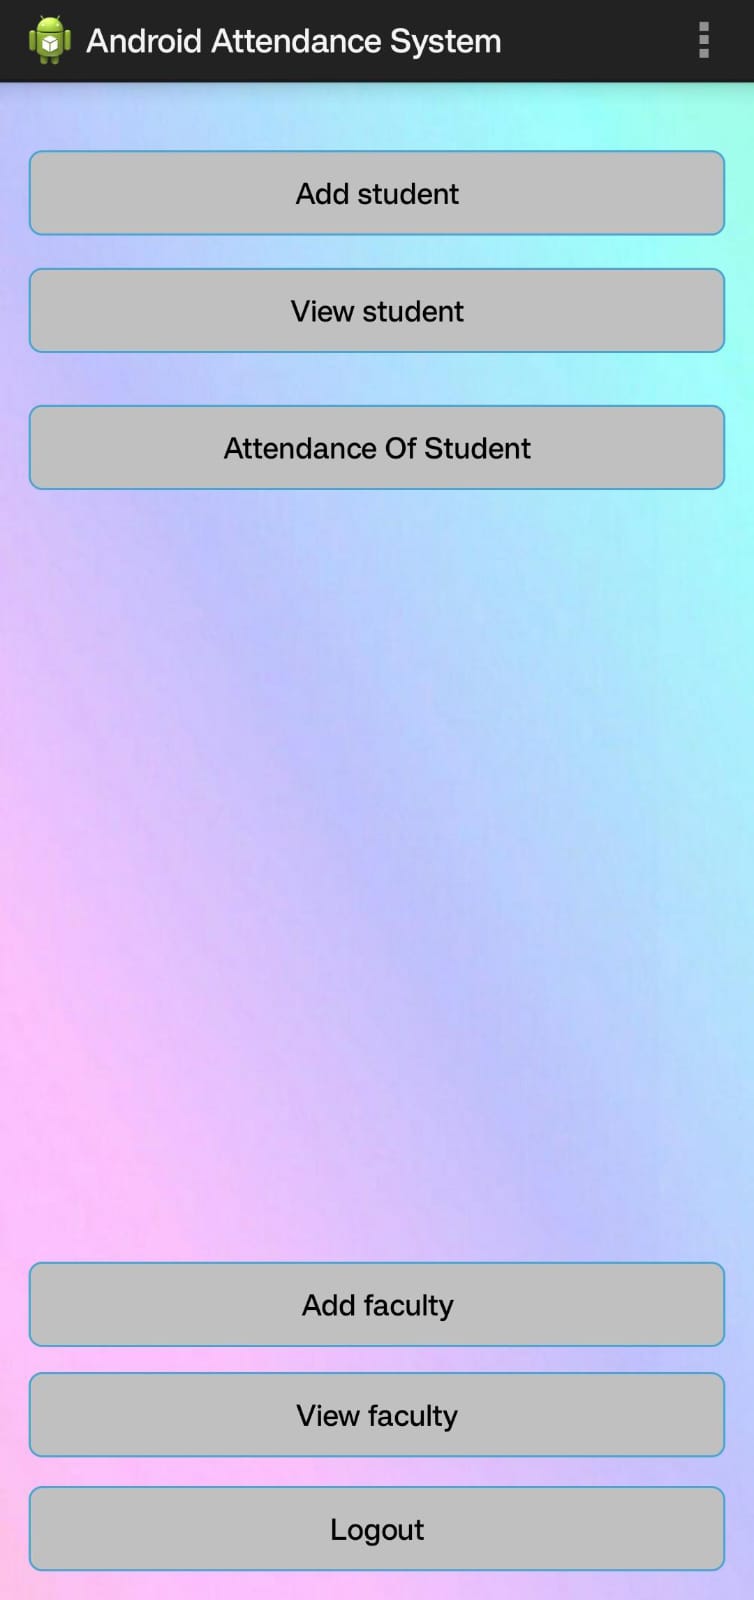 Android Attendance System
Add student
View student
Attendance Of Student
Add faculty
View faculty
Logout